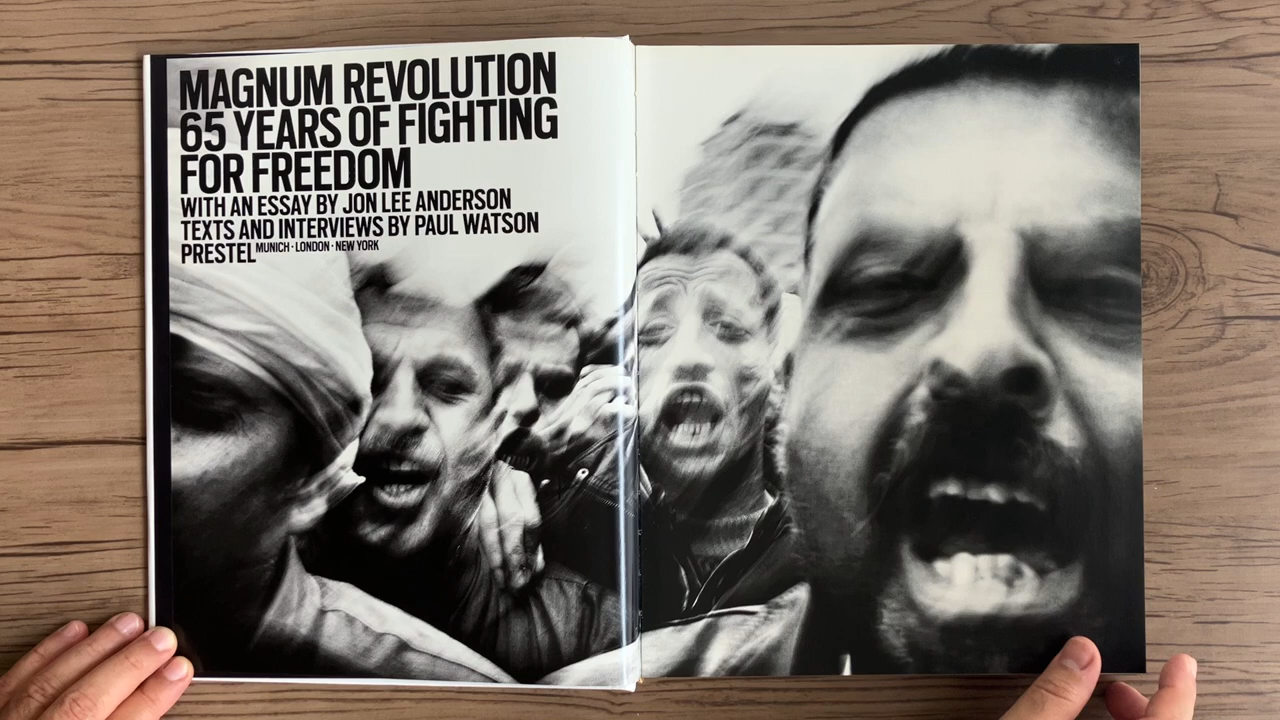 MAGNUM REVOLUTION
65 YEARS OF FIGHTING
FOR FREEDOM
WITH AN ESSAY BY JON LEE ANDERSON
TEXTS AND INTERVIEWS BY PAUL WATSON
PRESTEL MUNICH · LONDON · NEW YORK